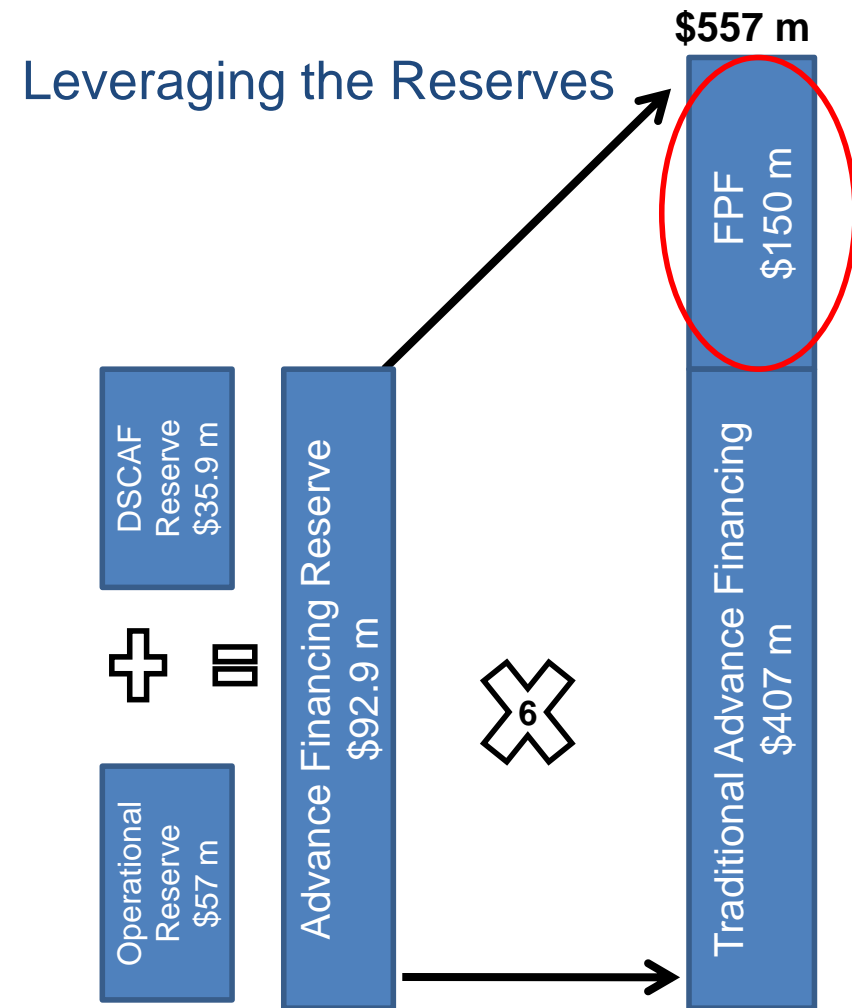 $557 m
Leveraging the Reserves
FPF
$150 m
DSCAF
Reserve
$35.9 m
Advance Financing Reserve
$92.9 m
6
Traditional Advance Financing
$407 m
Operational
Reserve
$57 m